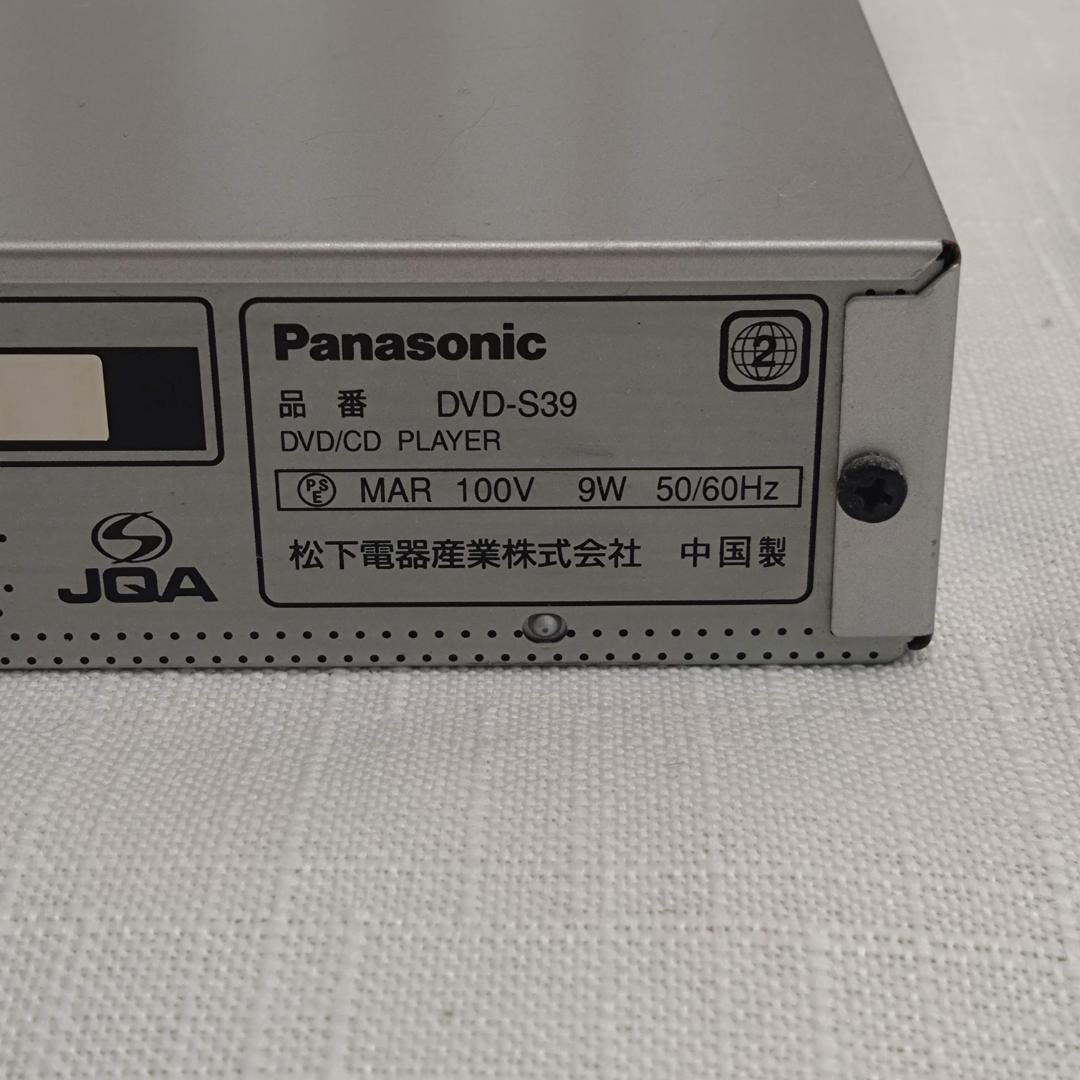 Panasonic
2
品番 DVD-S39
DVD/CD PLAYER
PSE MAR 100V 9W 50/60Hz
松下電器産業株式会社 中国製
JQA